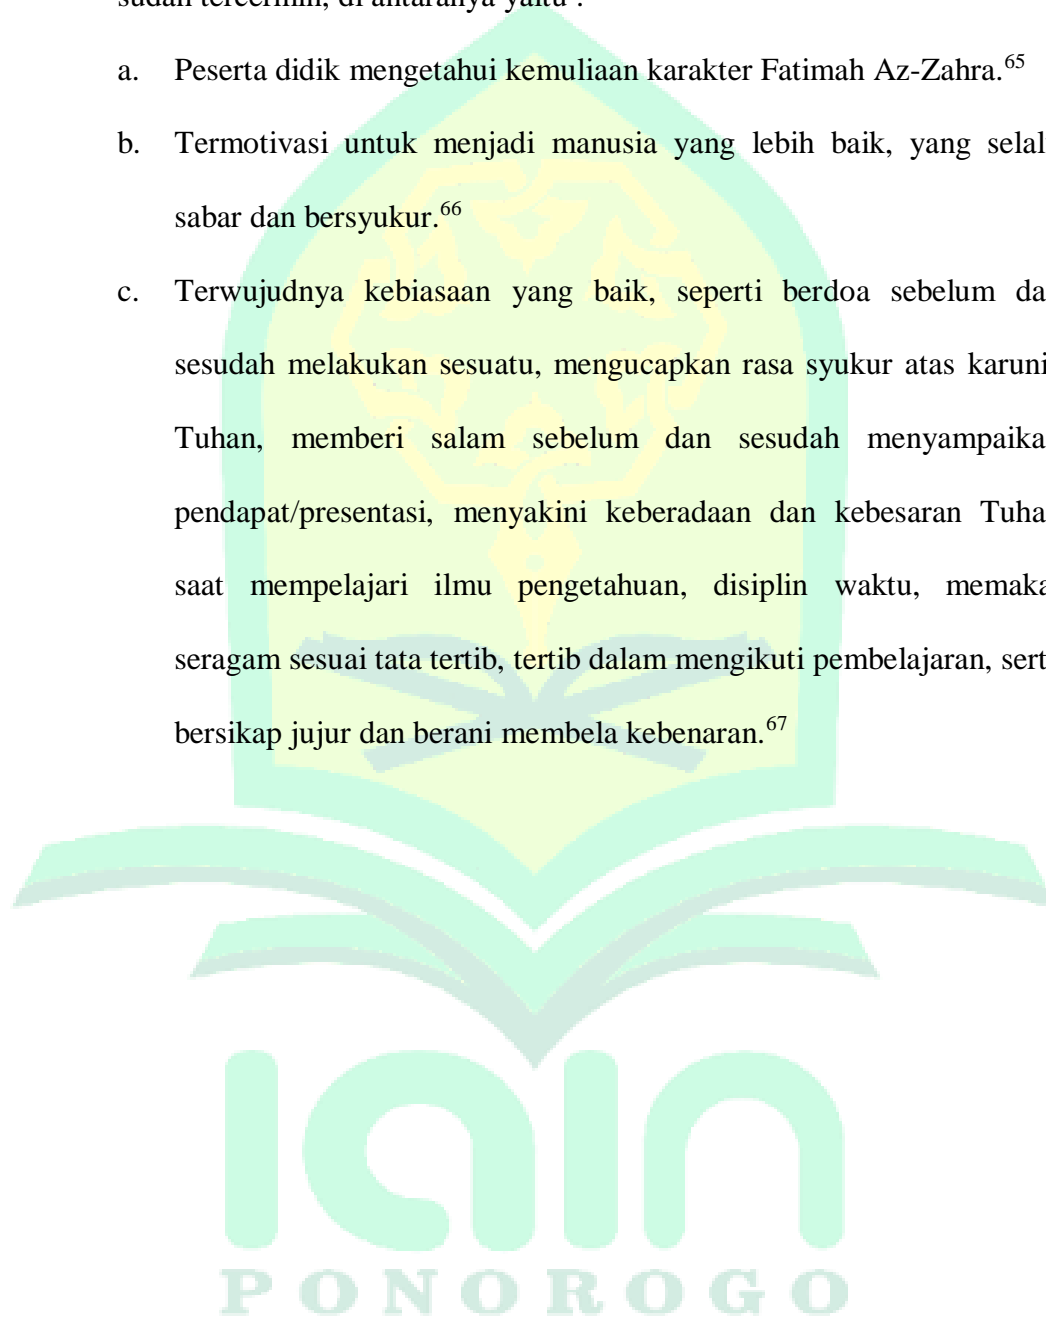 sudah tercermin, di antaranya yaitu :
a. Peserta didik mengetahui kemuliaan karakter Fatimah Az-Zahra.65
b. Termotivasi untuk menjadi manusia yang lebih baik, yang selal
sabar dan bersyukur.66
c. Terwujudnya kebiasaan yang baik, seperti berdoa sebelum da
sesudah melakukan sesuatu, mengucapkan rasa syukur atas karuni
Tuhan, memberi salam sebelum dan sesudah menyampaika
pendapat/presentasi, menyakini keberadaan dan kebesaran Tuha
saat mempelajari ilmu pengetahuan, disiplin waktu, memaka
seragam sesuai tata tertib, tertib dalam mengikuti pembelajaran, sert
bersikap jujur dan berani membela kebenaran.67
iain
PONOROGO